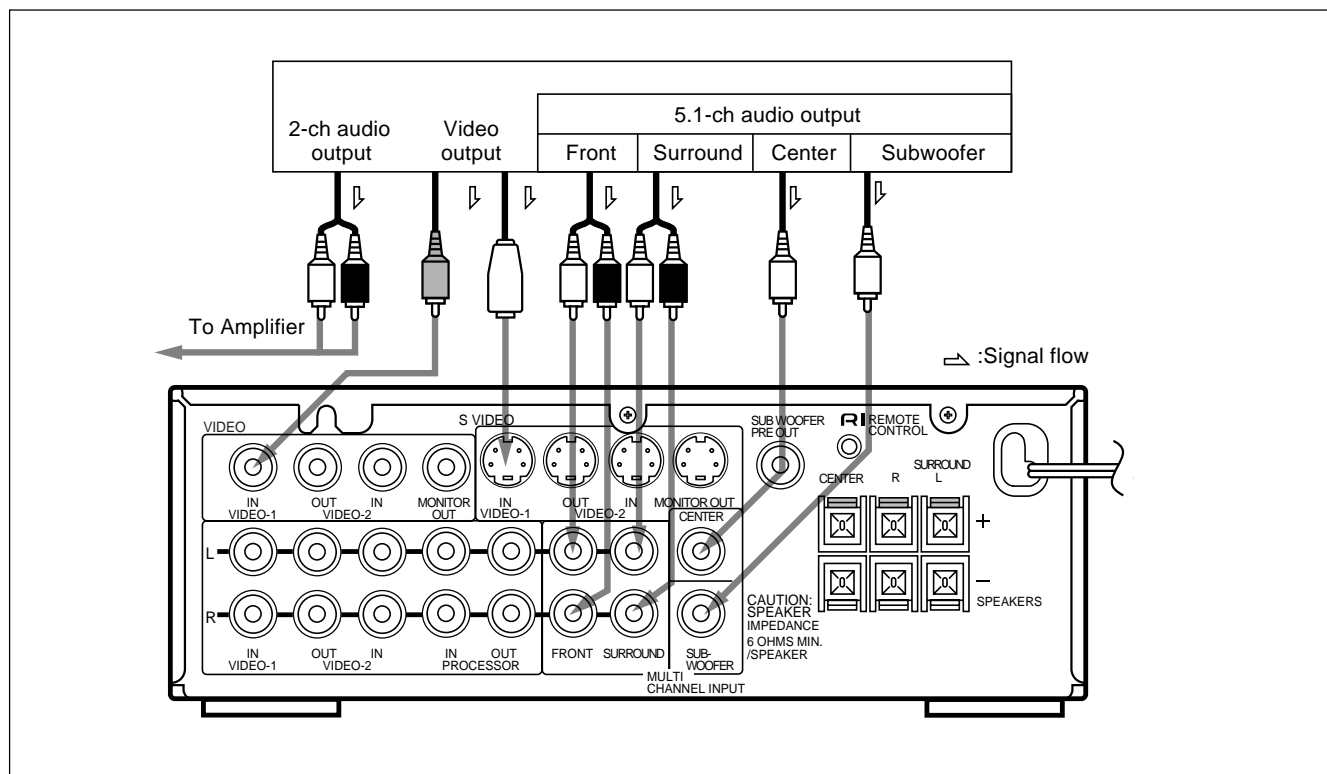 5.1-ch audio output
2-ch audio
output
Video
output
Front
Surround
Center
Subwoofer
To Amplifier
:Signal flow
VIDEO
S VIDEO
SUB WOOFER
PRE OUT
RI REMOTE
CONTROL
CENTER
R
SURROUND
L
IN
VIDEO-1
OUT
IN
VIDEO-2
MONITOR
OUT
IN
VIDEO-1
OUT
IN
VIDEO-2
MONITOR OUT
CENTER
L
R
+
–
SPEAKERS
CAUTION:
SPEAKER
IMPEDANCE
6 OHMS MIN.
/SPEAKER
IN
VIDEO-1
OUT
IN
VIDEO-2
IN
OUT
PROCESSOR
FRONT
SURROUND
SUB-
WOOFER
MULTI
CHANNEL INPUT